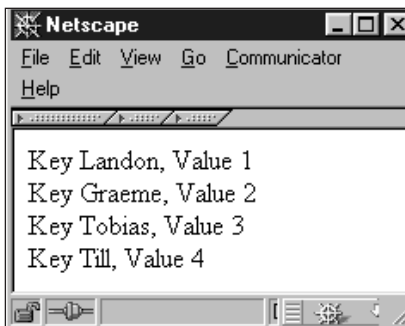 Netscape
File Edit View Go Communicator
Help
Key Landon, Value 1
Key Graeme, Value 2
Key Tobias, Value 3
Key Till, Value 4